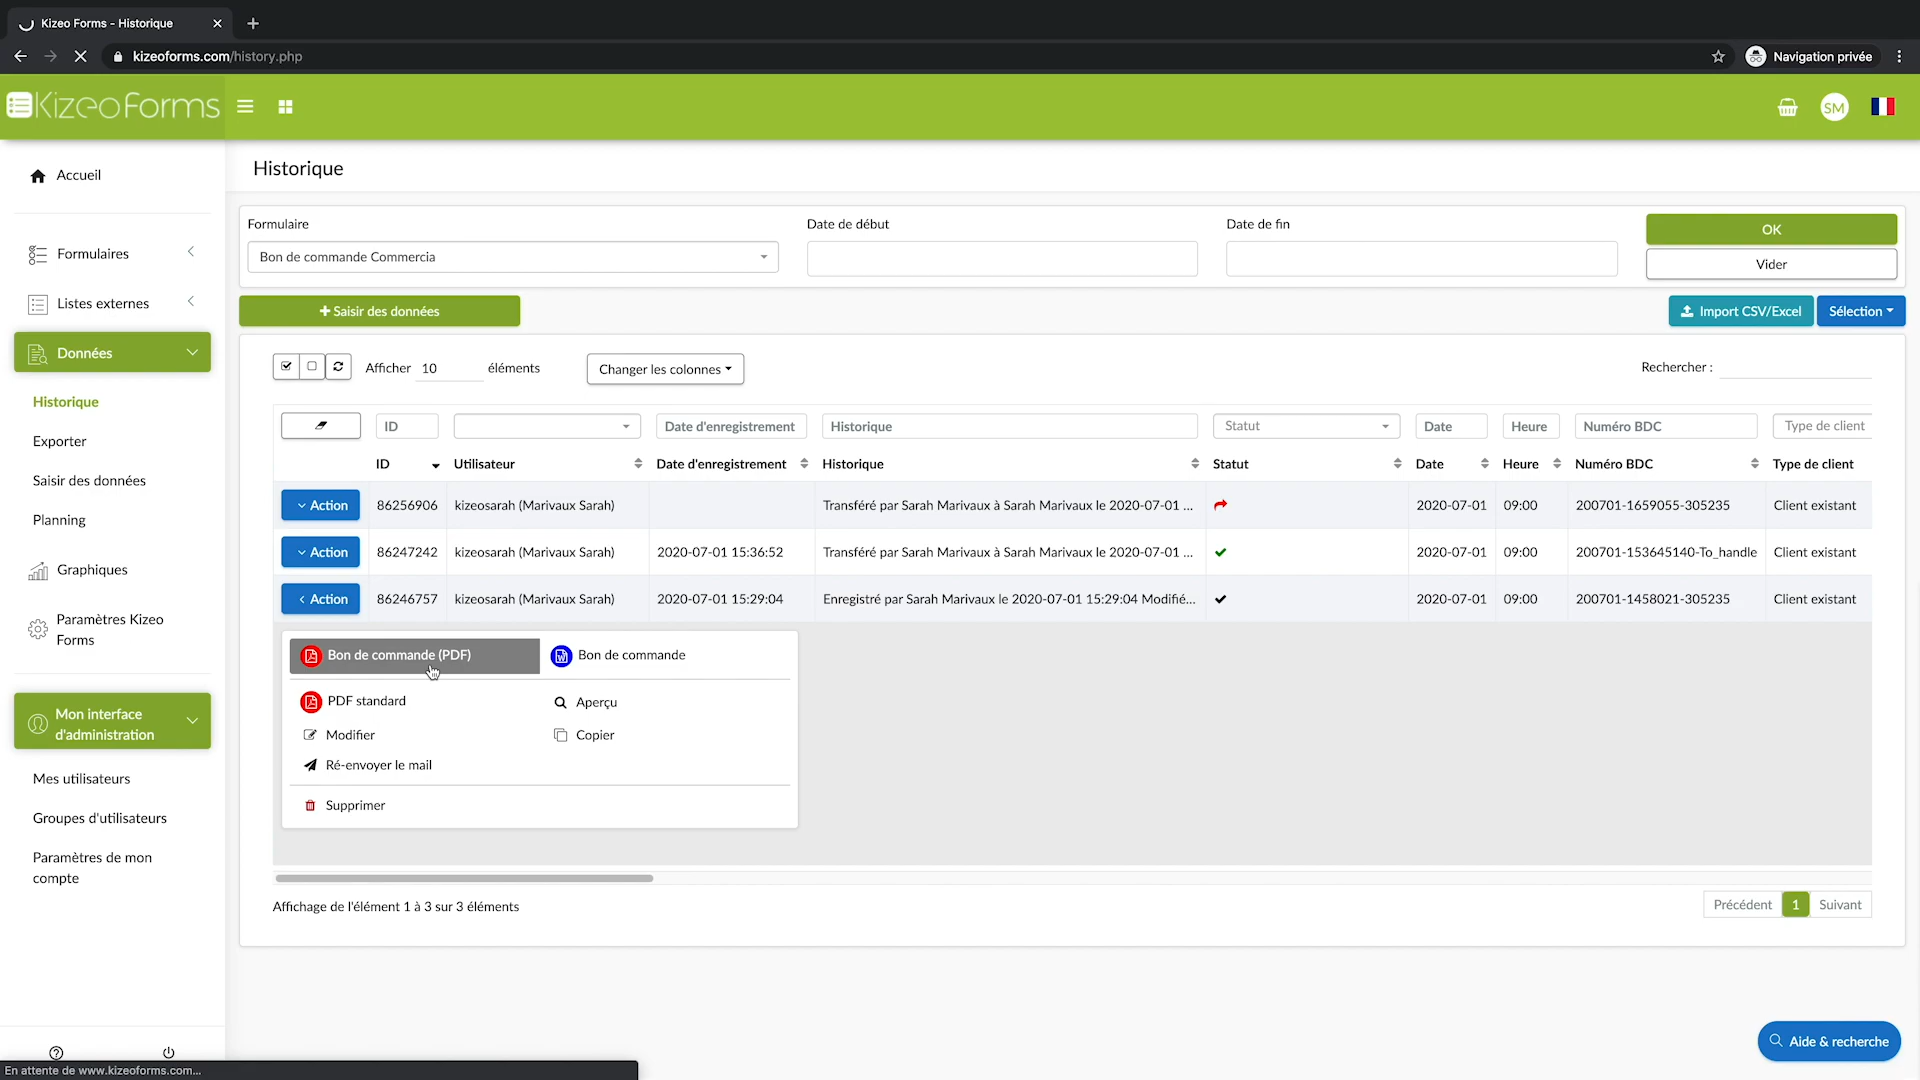 Kizeo Forms - Historique
kizeoforms.com/history.php
Navigation privée
KizeoForms
SM
Accueil
Formulaires
Listes externes
Données
Historique
Exporter
Saisir des données
Planning
Graphiques
Paramètres Kizeo
Forms
Mon interface
d'administration
Mes utilisateurs
Groupes d'utilisateurs
Paramètres de mon
compte
Historique
Formulaire
Date de début
Date de fin
OK
Bon de commande Commercia
Vider
Saisir des données
Import CSV/Excel
Sélection
Afficher 10 éléments
Changer les colonnes
Rechercher :
ID
Date d'enregistrement
Historique
Statut
Date
Heure
Numéro BDC
Type de client
ID Utilisateur Date d'enregistrement Historique Statut Date Heure Numéro BDC Type de client
Action 86256906 kizeosarah (Marivaux Sarah) Transféré par Sarah Marivaux à Sarah Marivaux le 2020-07-01 ... 2020-07-01 09:00 200701-1659055-305235 Client existant
Action 86247242 kizeosarah (Marivaux Sarah) 2020-07-01 15:36:52 Transféré par Sarah Marivaux à Sarah Marivaux le 2020-07-01 ... 2020-07-01 09:00 200701-153645140-To_handle Client existant
Action 86246757 kizeosarah (Marivaux Sarah) 2020-07-01 15:29:04 Enregistré par Sarah Marivaux le 2020-07-01 15:29:04 Modifié... 2020-07-01 09:00 200701-1458021-305235 Client existant
Bon de commande (PDF)
Bon de commande
PDF standard
Aperçu
Modifier
Copier
Ré-envoyer le mail
Supprimer
Affichage de l'élément 1 à 3 sur 3 éléments
Précédent 1 Suivant
Aide & recherche
En attente de www.kizeoforms.com...